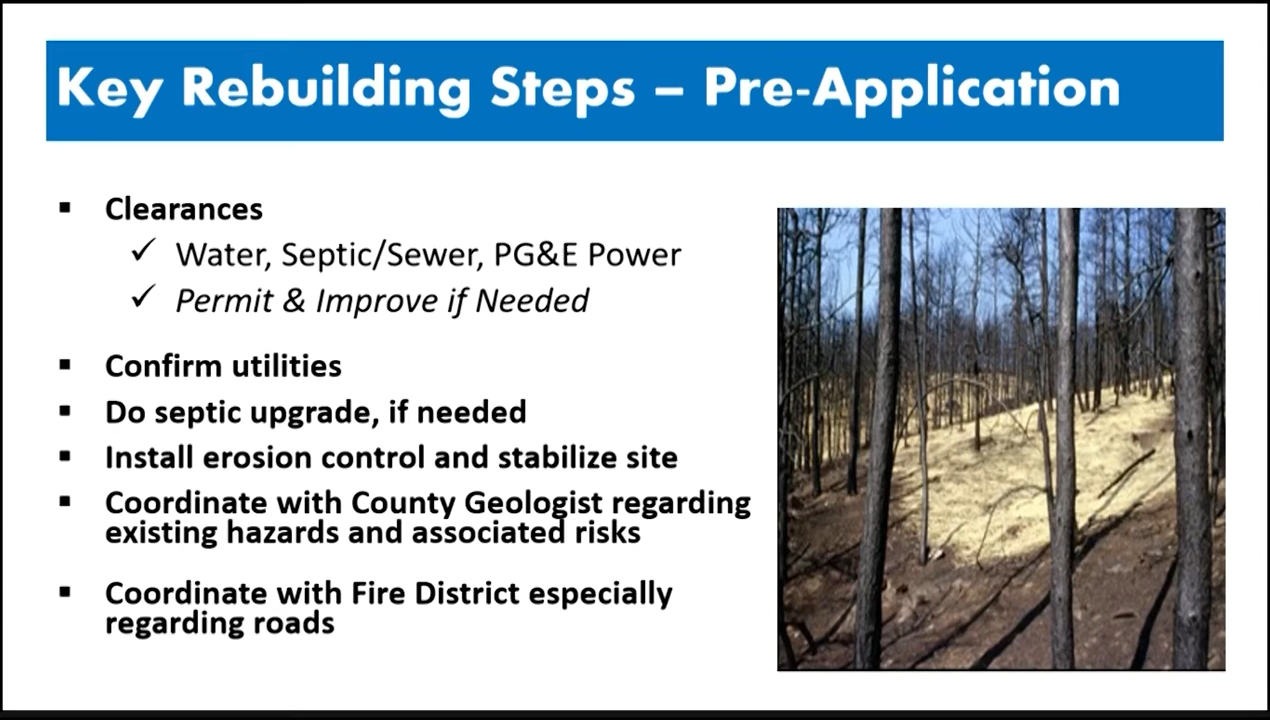 Key Rebuilding Steps – Pre-Application
▪ Clearances
✓ Water, Septic/Sewer, PG&E Power
✓ Permit & Improve if Needed
▪ Confirm utilities
▪ Do septic upgrade, if needed
▪ Install erosion control and stabilize site
▪ Coordinate with County Geologist regarding
existing hazards and associated risks
▪ Coordinate with Fire District especially
regarding roads